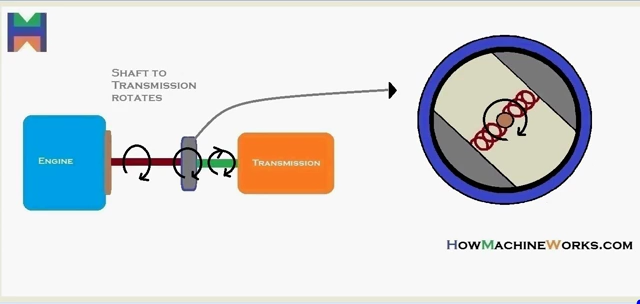 Shaft to
Transmission
rotates
Engine
Transmission
HowMachineWorks.com